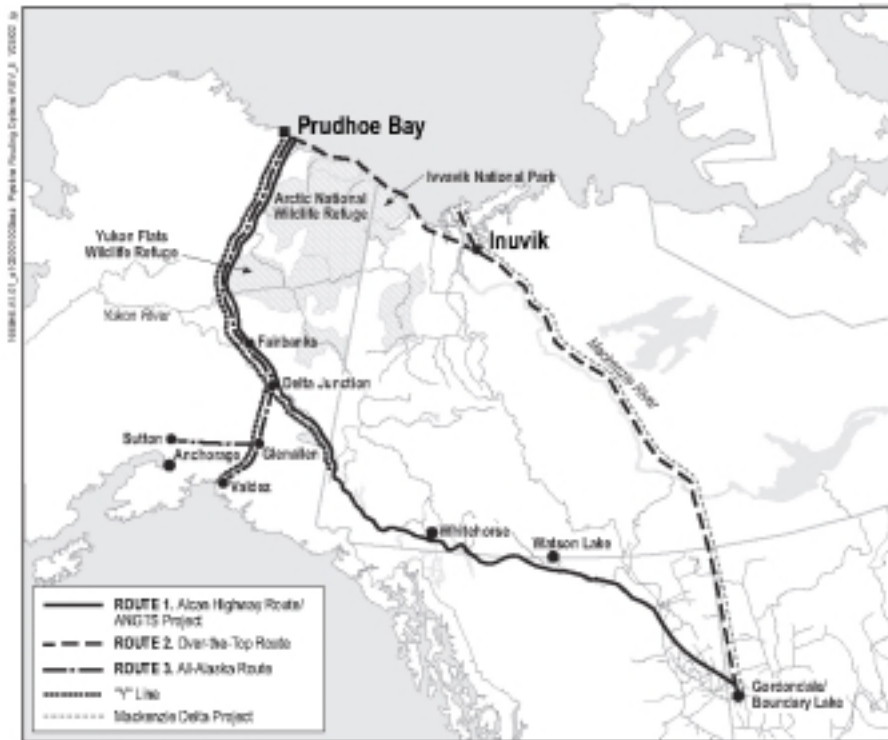 Prudhoe Bay
Ivvavik National Park
Arctic National
Wildlife Refuge
Inuvik
Yukon Flats
Wildlife Refuge
Yukon River
Fairbanks
Mackenzie River
Delta Junction
Sutton
Glenallen
Anchorage
Valdez
Whitehorse
Watson Lake
Gordondale/
Boundary Lake
ROUTE 1. Alcan Highway Route/
ANGTS Project
ROUTE 2. Over-the-Top Route
ROUTE 3. All-Alaska Route
"Y" Line
Mackenzie Delta Project